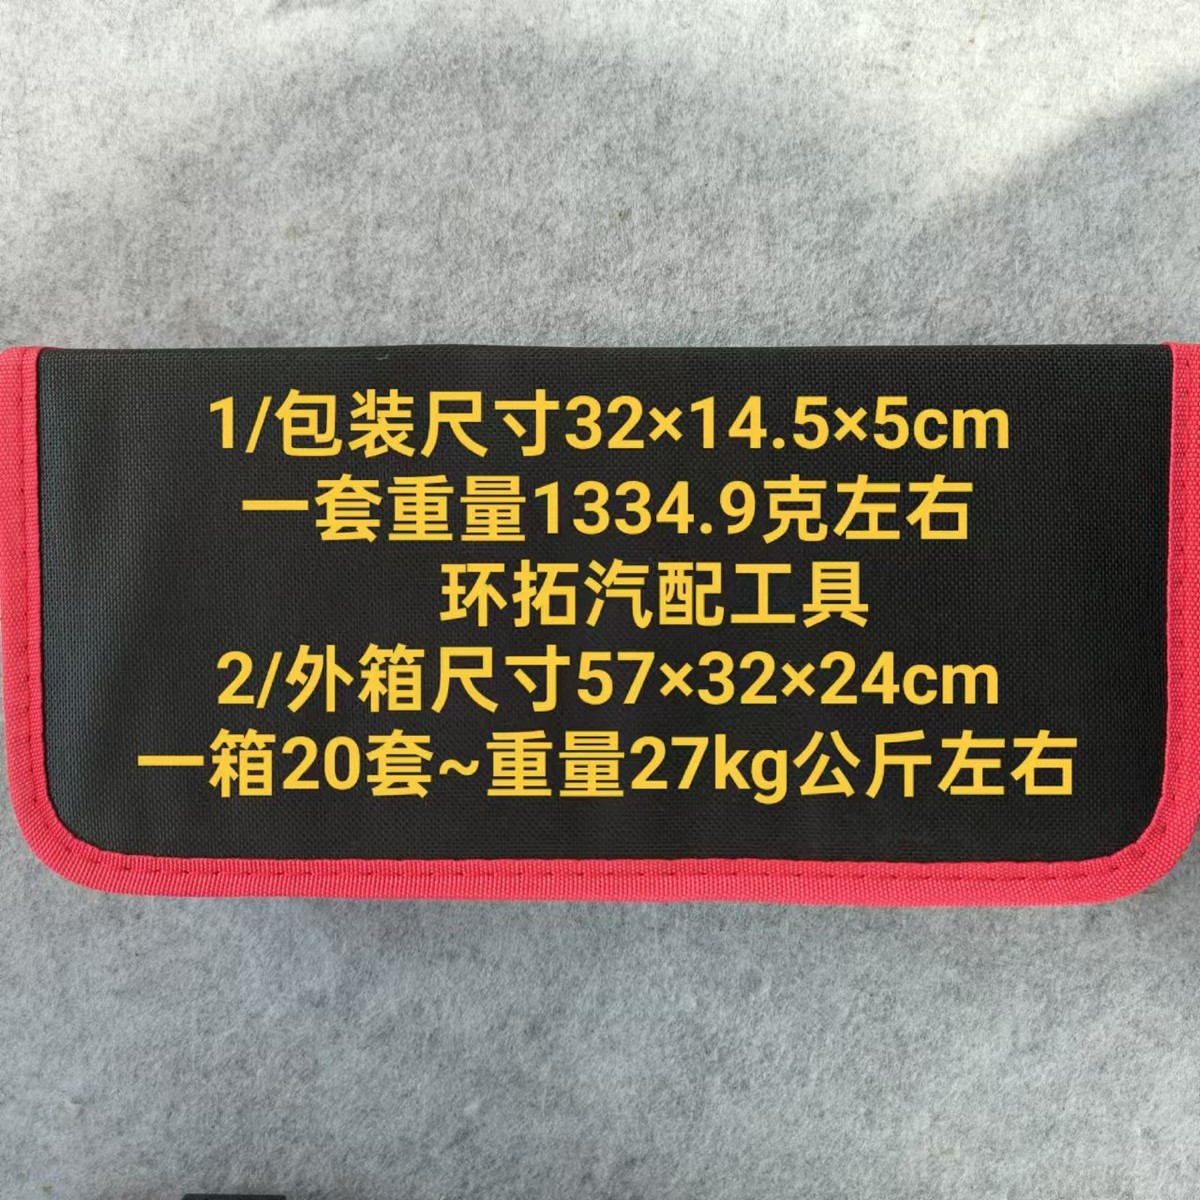 1/包装尺寸32×14.5×5cm
一套重量1334.9克左右
环拓汽配工具
2/外箱尺寸57×32×24cm
一箱20套~重量27kg公斤左右